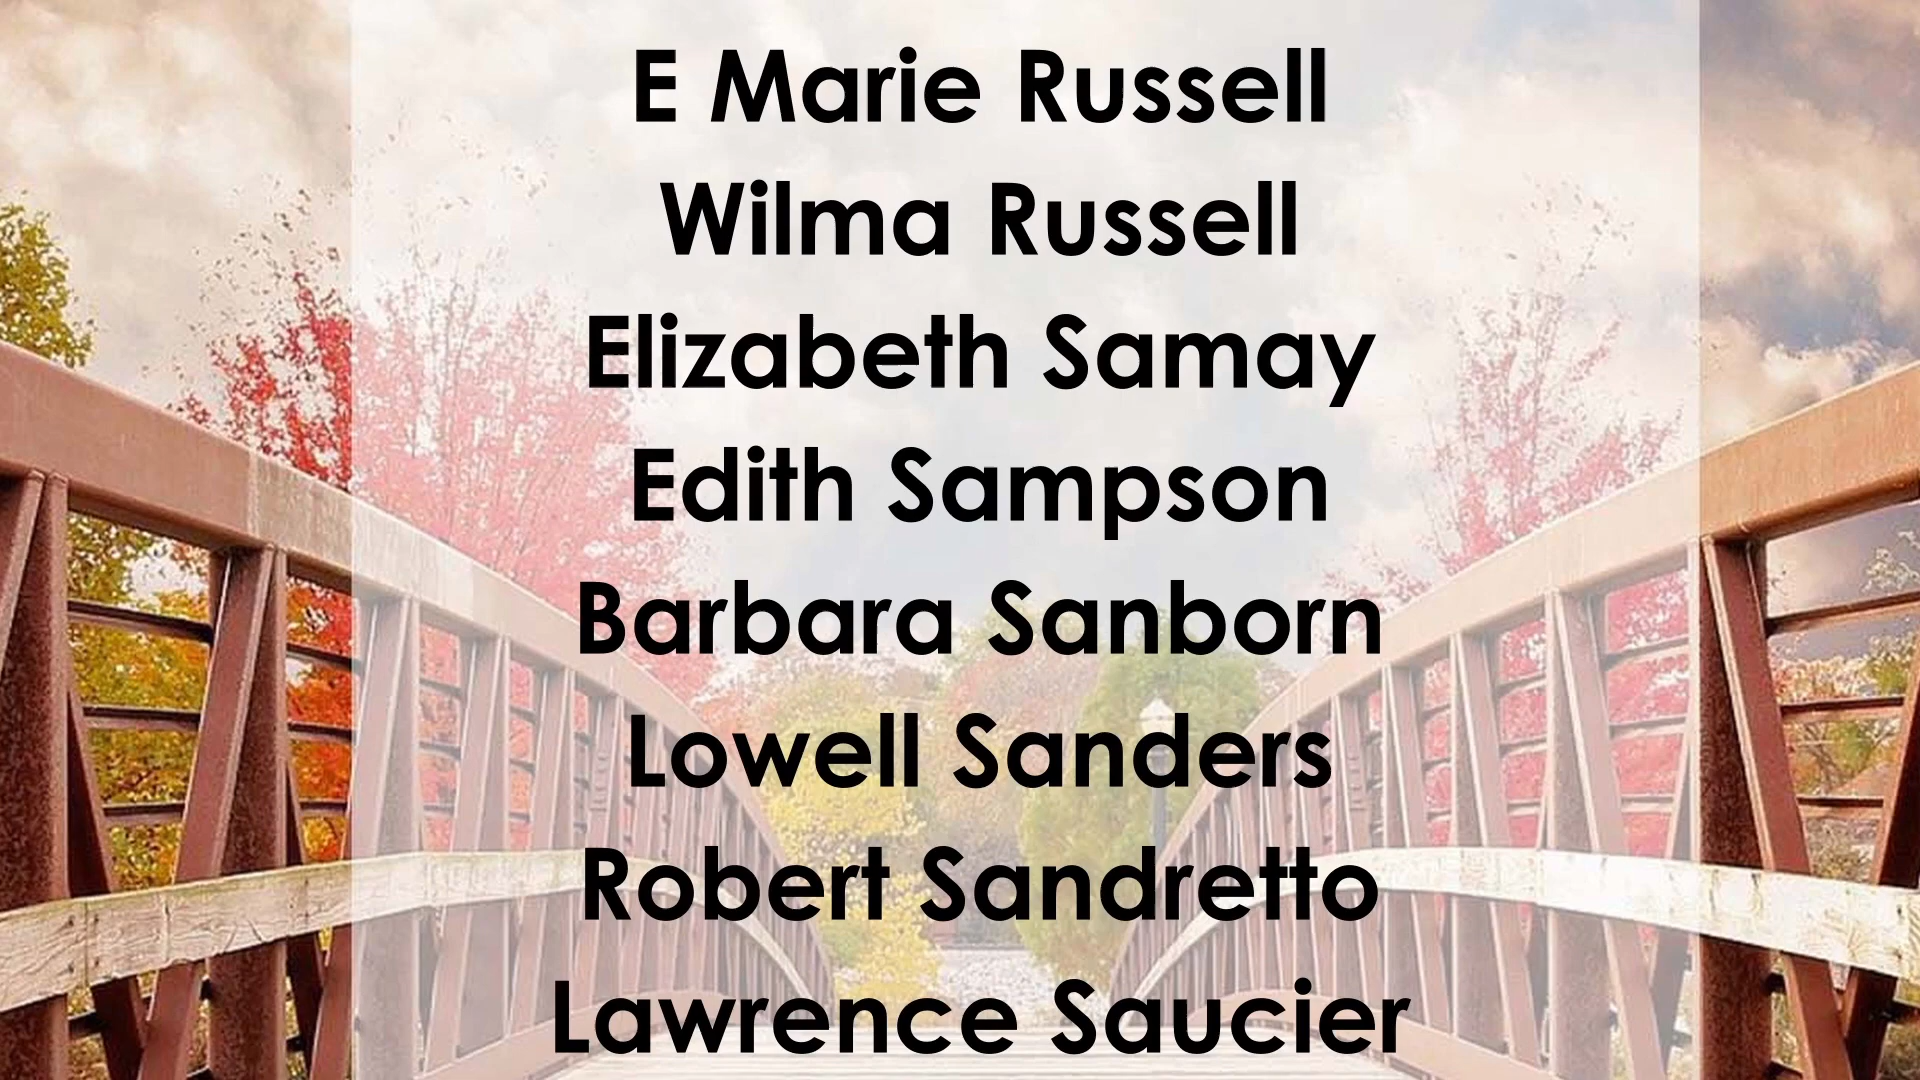 E Marie Russell
Wilma Russell
Elizabeth Samay
Edith Sampson
Barbara Sanborn
Lowell Sanders
Robert Sandretto
Lawrence Saucier